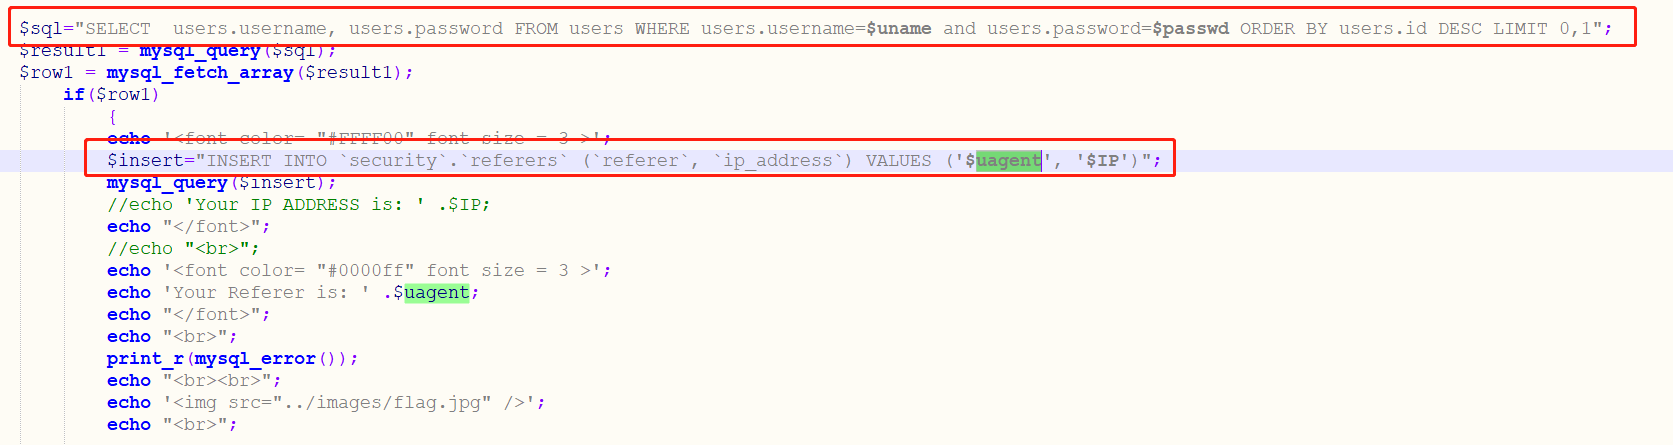 $sql="SELECT  users.username, users.password FROM users WHERE users.username=$uname and users.password=$passwd ORDER BY users.id DESC LIMIT 0,1";
$result1 = mysql_query($sql);
$row1 = mysql_fetch_array($result1);
if($row1)
{
echo '<font color= "#FFFF00" font size = 3 >';
$insert="INSERT INTO `security`.`referers` (`referer`, `ip_address`) VALUES ('$uagent', '$IP')";
mysql_query($insert);
//echo 'Your IP ADDRESS is: ' .$IP;
echo "</font>";
//echo "<br>";
echo '<font color= "#0000ff" font size = 3 >';
echo 'Your Referer is: ' .$uagent;
echo "</font>";
echo "<br>";
print_r(mysql_error());
echo "<br><br>";
echo '<img src="../images/flag.jpg" />';
echo "<br>";